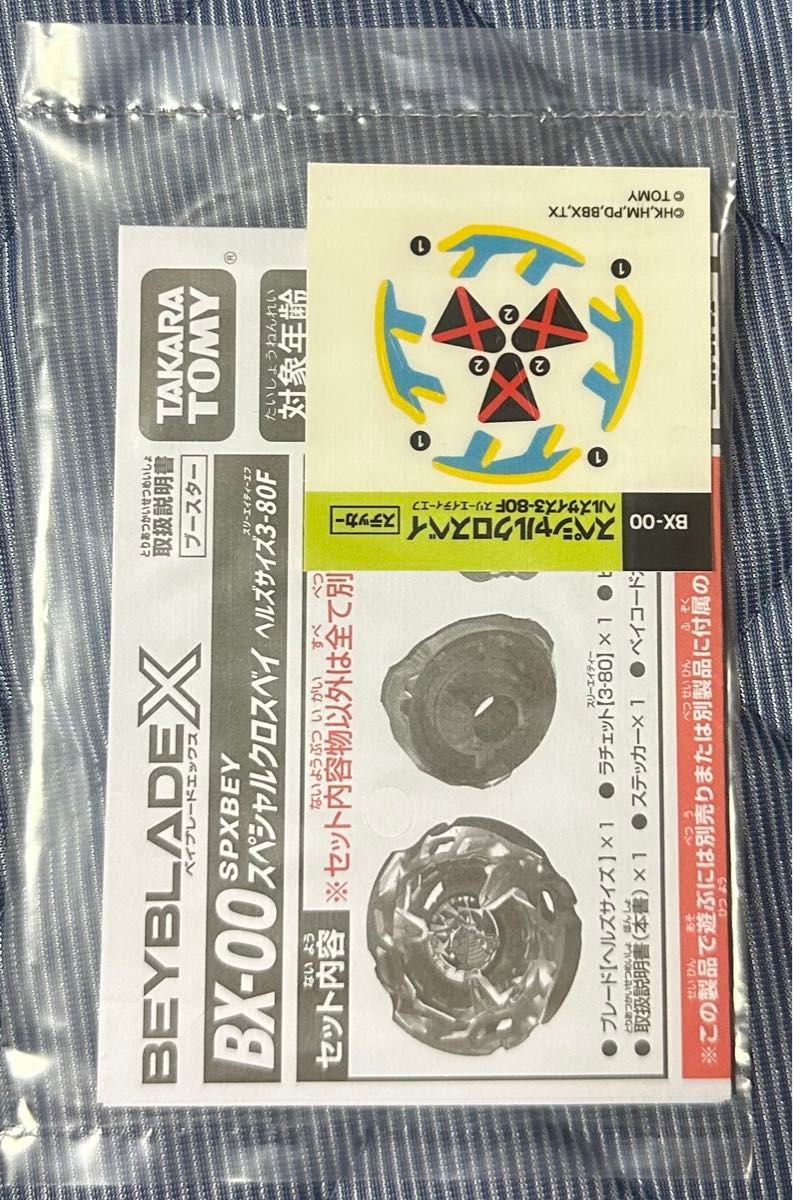 TAKARA
TOMY
®
たいしょうねんれい
対象年齢
とりあつかいせつめいしょ
取扱説明書
ブースター
BEYBLADE X
ベイブレードエックス
BX-00
SPXBEY
スリーエイティーエフ
スペシャルクロスベイ ヘルズサイズ3-80F
ない よう
セット内容
ないようぶつ い がい すべ べつ
※セット内容物以外は全て別
スリーエイティー
● ブレード【ヘルズサイズ】×1 ● ラチェット【3-80】×1 ●
とりあつかいせつめいしょ ほんしょ
● 取扱説明書(本書)×1 ● ステッカー×1 ● ベイコード
せいひん あそ べつ う べつ せい ひん ふ ぞく
※この製品で遊ぶには別売りまたは別製品に付属の
ひつ よう
BX-00
スペシャルクロスベイ
ヘルズサイズ3-80F
スリーエイティーエフ
ステッカー
1
1
1
1
2
2
2
©HK,HM,PD,BBX,TX
© TOMY